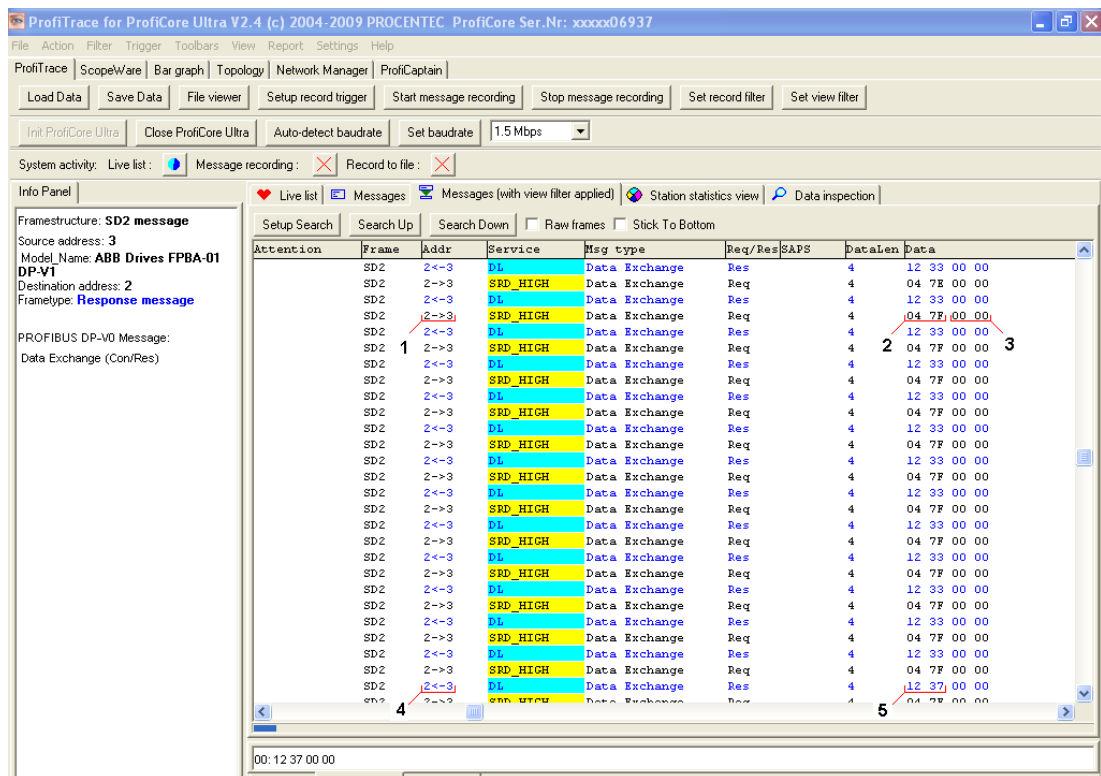 ProfiTrace for ProfiCore Ultra V2.4 (c) 2004-2009 PROCENTEC ProfiCore Ser.Nr: xxxxx06937
File Action Filter Trigger Toolbars View Report Settings Help
ProfiTrace ScopeWare Bar graph Topology Network Manager ProfiCaptain
Load Data Save Data File viewer Setup record trigger Start message recording Stop message recording Set record filter Set view filter
Init ProfiCore Ultra Close ProfiCore Ultra Auto-detect baudrate Set baudrate 1.5 Mbps
System activity: Live list : Message recording : Record to file :
Info Panel
Framestructure: SD2 message
Source address: 3
Model_Name: ABB Drives FPBA-01
DP-V1
Destination address: 2
Frametype: Response message
PROFIBUS DP-V0 Message:
Data Exchange (Con/Res)
Live list Messages Messages (with view filter applied) Station statistics view Data inspection
Setup Search Search Up Search Down Raw frames Stick To Bottom
Attention Frame Addr Service Msg type Req/Res SAPS DataLen Data
SD2 2<-3 DL Data Exchange Res 4 12 33 00 00
SD2 2->3 SRD_HIGH Data Exchange Req 4 04 7E 00 00
SD2 2<-3 DL Data Exchange Res 4 12 33 00 00
SD2 2->3 SRD_HIGH Data Exchange Req 4 04 7F 00 00
SD2 2<-3 DL Data Exchange Res 4 12 33 00 00
1 2 3
SD2 2->3 SRD_HIGH Data Exchange Req 4 04 7F 00 00
SD2 2<-3 DL Data Exchange Res 4 12 33 00 00
SD2 2->3 SRD_HIGH Data Exchange Req 4 04 7F 00 00
SD2 2<-3 DL Data Exchange Res 4 12 33 00 00
SD2 2->3 SRD_HIGH Data Exchange Req 4 04 7F 00 00
SD2 2<-3 DL Data Exchange Res 4 12 33 00 00
SD2 2->3 SRD_HIGH Data Exchange Req 4 04 7F 00 00
SD2 2<-3 DL Data Exchange Res 4 12 33 00 00
SD2 2->3 SRD_HIGH Data Exchange Req 4 04 7F 00 00
SD2 2<-3 DL Data Exchange Res 4 12 33 00 00
SD2 2->3 SRD_HIGH Data Exchange Req 4 04 7F 00 00
SD2 2<-3 DL Data Exchange Res 4 12 33 00 00
SD2 2->3 SRD_HIGH Data Exchange Req 4 04 7F 00 00
SD2 2<-3 DL Data Exchange Res 4 12 33 00 00
SD2 2->3 SRD_HIGH Data Exchange Req 4 04 7F 00 00
SD2 2<-3 DL Data Exchange Res 4 12 33 00 00
SD2 2->3 SRD_HIGH Data Exchange Req 4 04 7F 00 00
SD2 2<-3 DL Data Exchange Res 4 12 33 00 00
SD2 2->3 SRD_HIGH Data Exchange Req 4 04 7F 00 00
SD2 2<-3 DL Data Exchange Res 4 12 33 00 00
SD2 2->3 SRD_HIGH Data Exchange Req 4 04 7F 00 00
SD2 2<-3 DL Data Exchange Res 4 12 37 00 00
4 5
00: 12 37 00 00